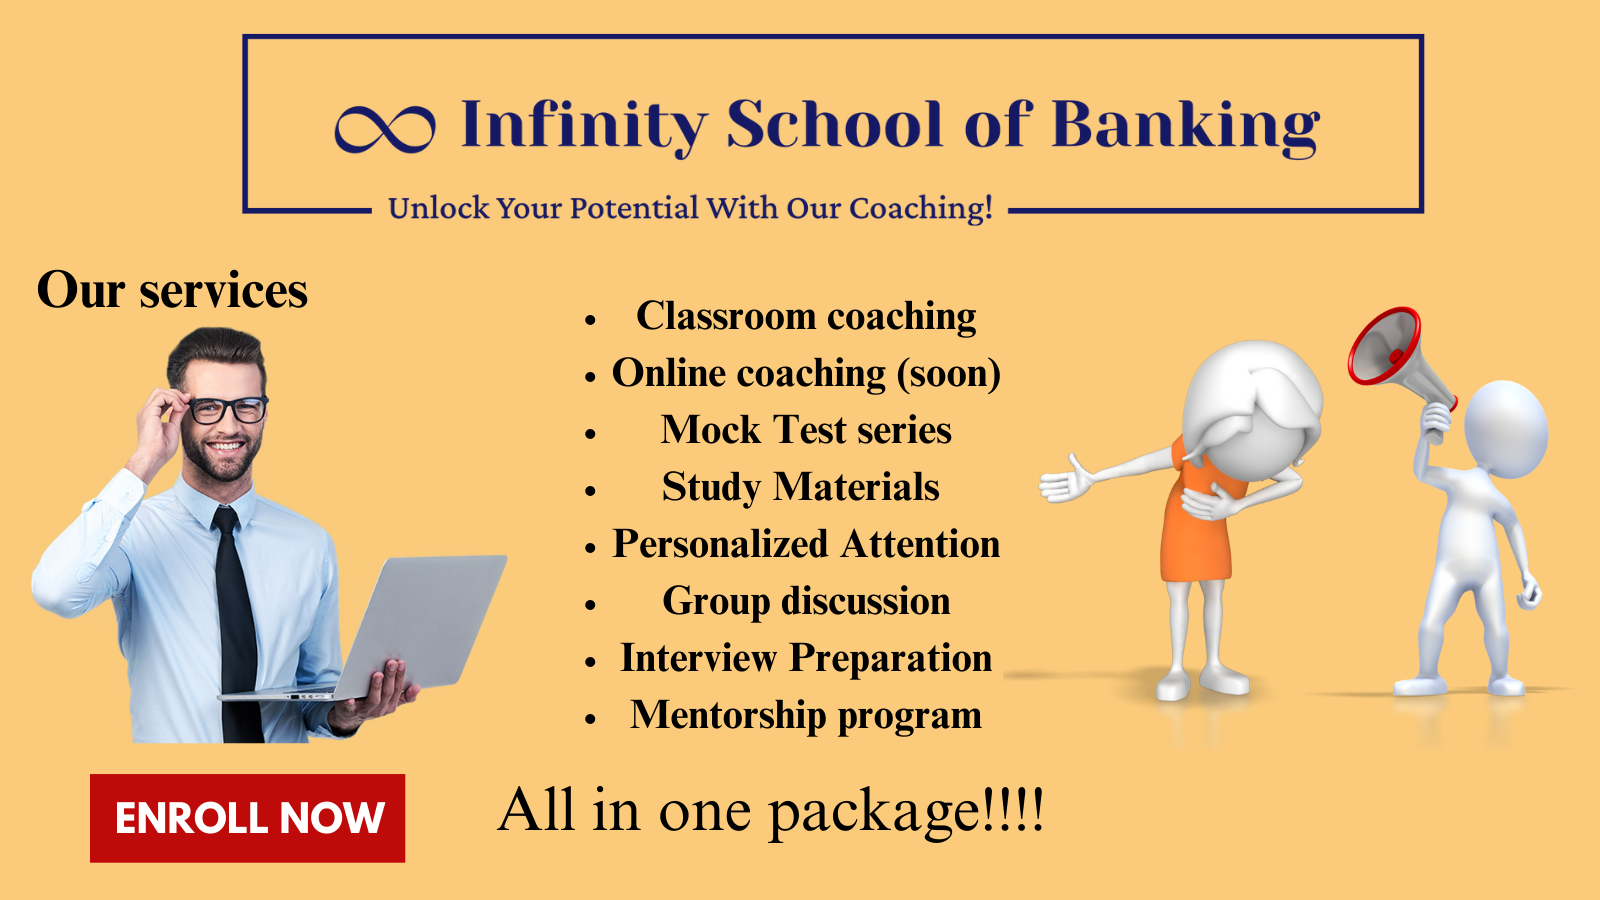 Infinity School of Banking
Unlock Your Potential With Our Coaching!
Our services
• Classroom coaching
• Online coaching (soon)
• Mock Test series
• Study Materials
• Personalized Attention
• Group discussion
• Interview Preparation
• Mentorship program
ENROLL NOW
All in one package!!!!